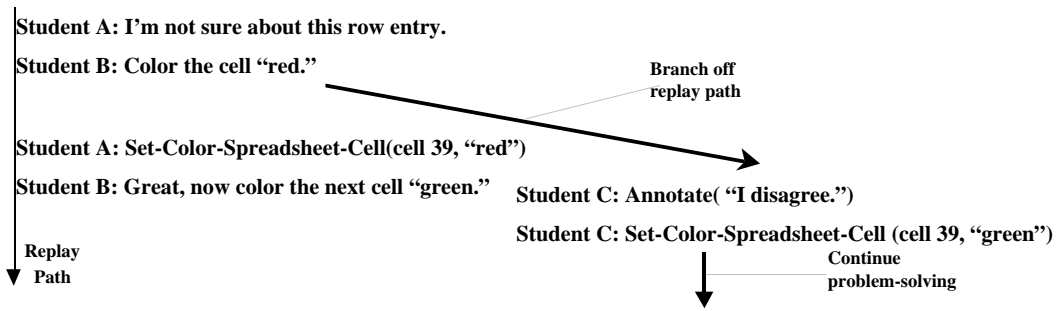 Student A: I’m not sure about this row entry.
Student B: Color the cell “red.”
Branch off
replay path
Student A: Set-Color-Spreadsheet-Cell(cell 39, “red”)
Student B: Great, now color the next cell “green.”
Student C: Annotate( “I disagree.”)
Student C: Set-Color-Spreadsheet-Cell (cell 39, “green”)
Replay
Path
Continue
problem-solving